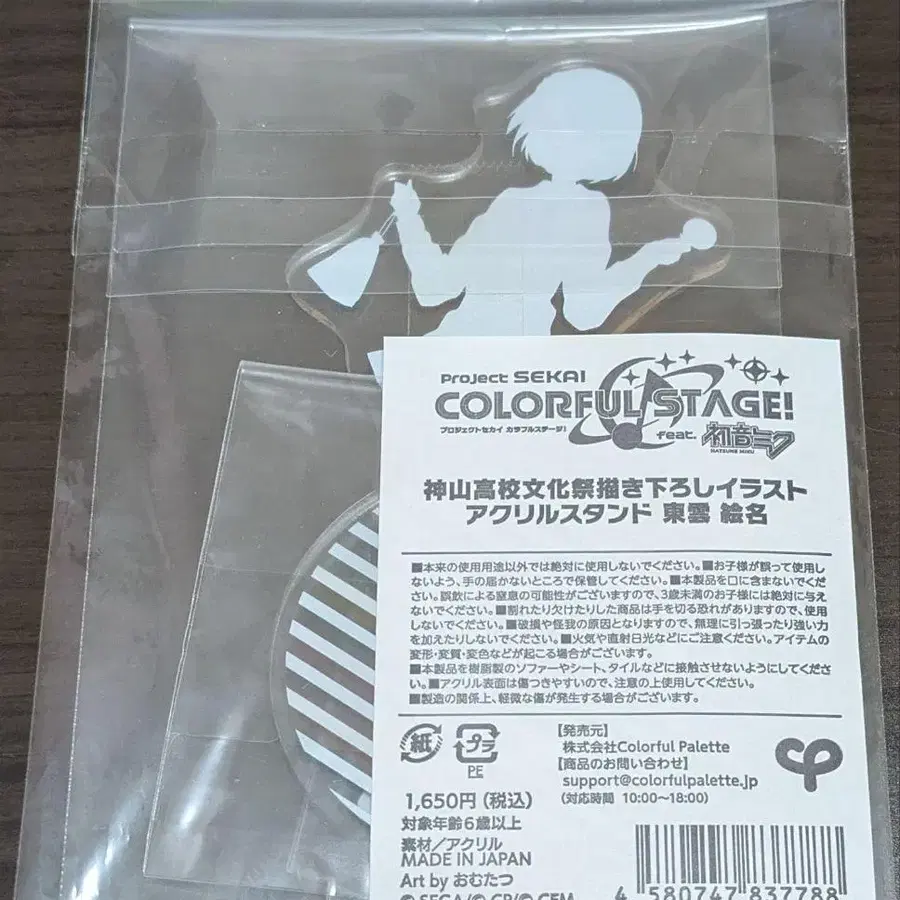 Project SEKAI
COLORFUL STAGE!
プロジェクトセカイ カラフルステージ!
feat. 初音ミク
HATSUNE MIKU
神山高校文化祭描き下ろしイラスト
アクリルスタンド 東雲 絵名
■本来の使用用途以外では絶対に使用しないでください。■お子様が誤って使用し
ないよう、手の届かないところで保管してください。■本製品を口に含まないでくだ
さい。誤飲による窒息の可能性がございますので、3歳未満のお子様には絶対に与え
ないでください。■割れたり欠けたりした商品は手を切る恐れがありますので、使用
しないでください。■破損や怪我の原因となりますので、無理に引っ張ったり強い力
を加えたりしないでください。■火気や直射日光などにご注意ください。アイテムの
変形・変質・変色などが起こる場合がございます。
■本製品を樹脂製のソファーやシート、タイルなどに接触させないようにしてくださ
い。■アクリル表面は傷つきやすいので、注意の上使用してください。
■製造の関係上、軽微な傷が発生する場合がございます。
紙
プラ
PE
【発売元】
株式会社Colorful Palette
【商品のお問い合わせ】
support@colorfulpalette.jp
(対応時間 10:00~18:00)
1,650円(税込)
対象年齢6歳以上
素材/アクリル
MADE IN JAPAN
Art by おむたつ
© SEGA/© CP/© CFM
4 580747 837788